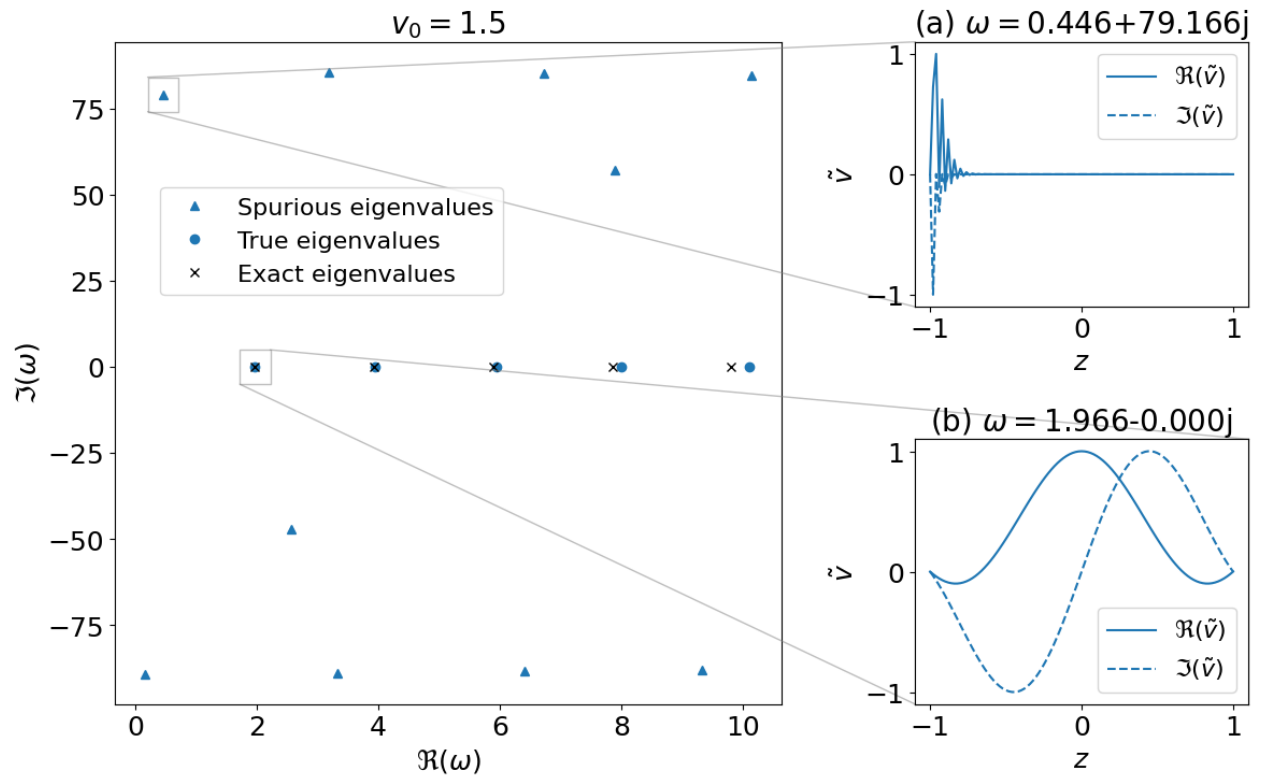 v₀ = 1.5
75
50
25
0
−25
−50
−75
ℑ(ω)
Spurious eigenvalues
True eigenvalues
Exact eigenvalues
0 2 4 6 8 10
ℜ(ω)
(a) ω = 0.446+79.166j
1
0
−1
ṽ
ℜ(ṽ)
ℑ(ṽ)
−1 0 1
z
(b) ω = 1.966-0.000j
1
0
−1
ṽ
ℜ(ṽ)
ℑ(ṽ)
−1 0 1
z